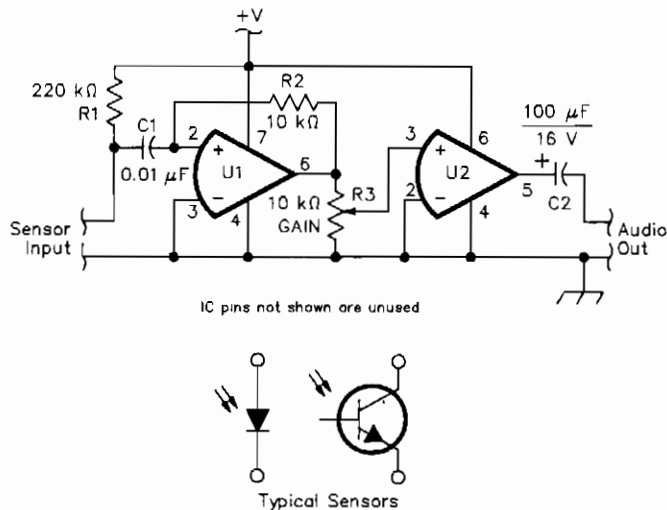 +V
220 kΩ
R1
R2
10 kΩ
C1
0.01 µF
2
3
+
−
U1
7
4
6
10 kΩ
GAIN
R3
3
2
+
−
U2
6
4
5
100 µF
16 V
+
C2
Sensor
Input
Audio
Out
IC pins not shown are unused
Typical Sensors